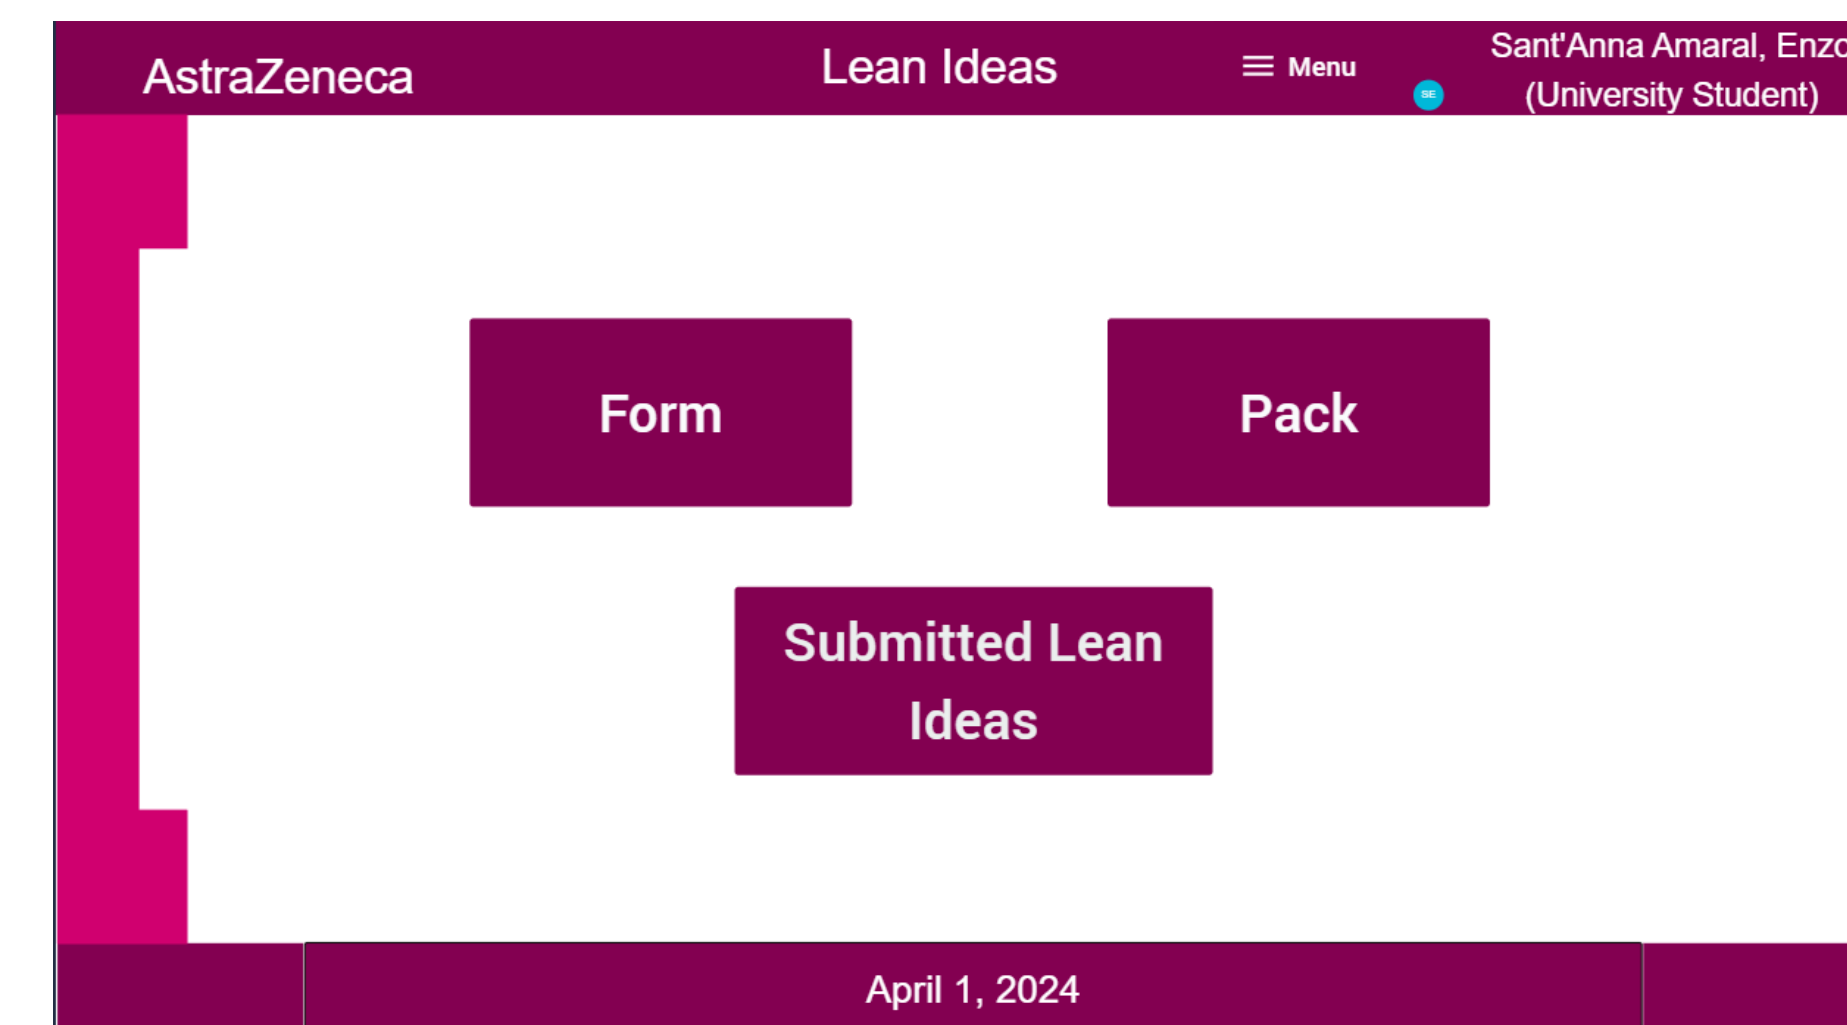 AstraZeneca
Lean Ideas
Menu
SE
Sant'Anna Amaral, Enzo
(University Student)
Form
Pack
Submitted Lean
Ideas
April 1, 2024